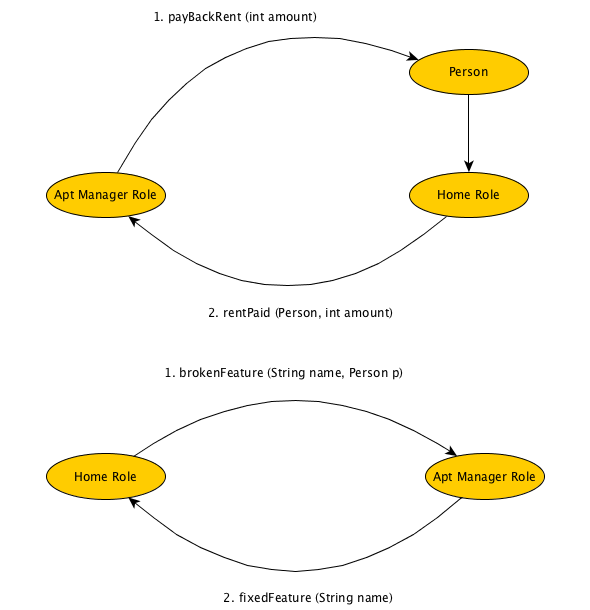 1. payBackRent (int amount)
Person
Apt Manager Role
Home Role
2. rentPaid (Person, int amount)
1. brokenFeature (String name, Person p)
Home Role
Apt Manager Role
2. fixedFeature (String name)